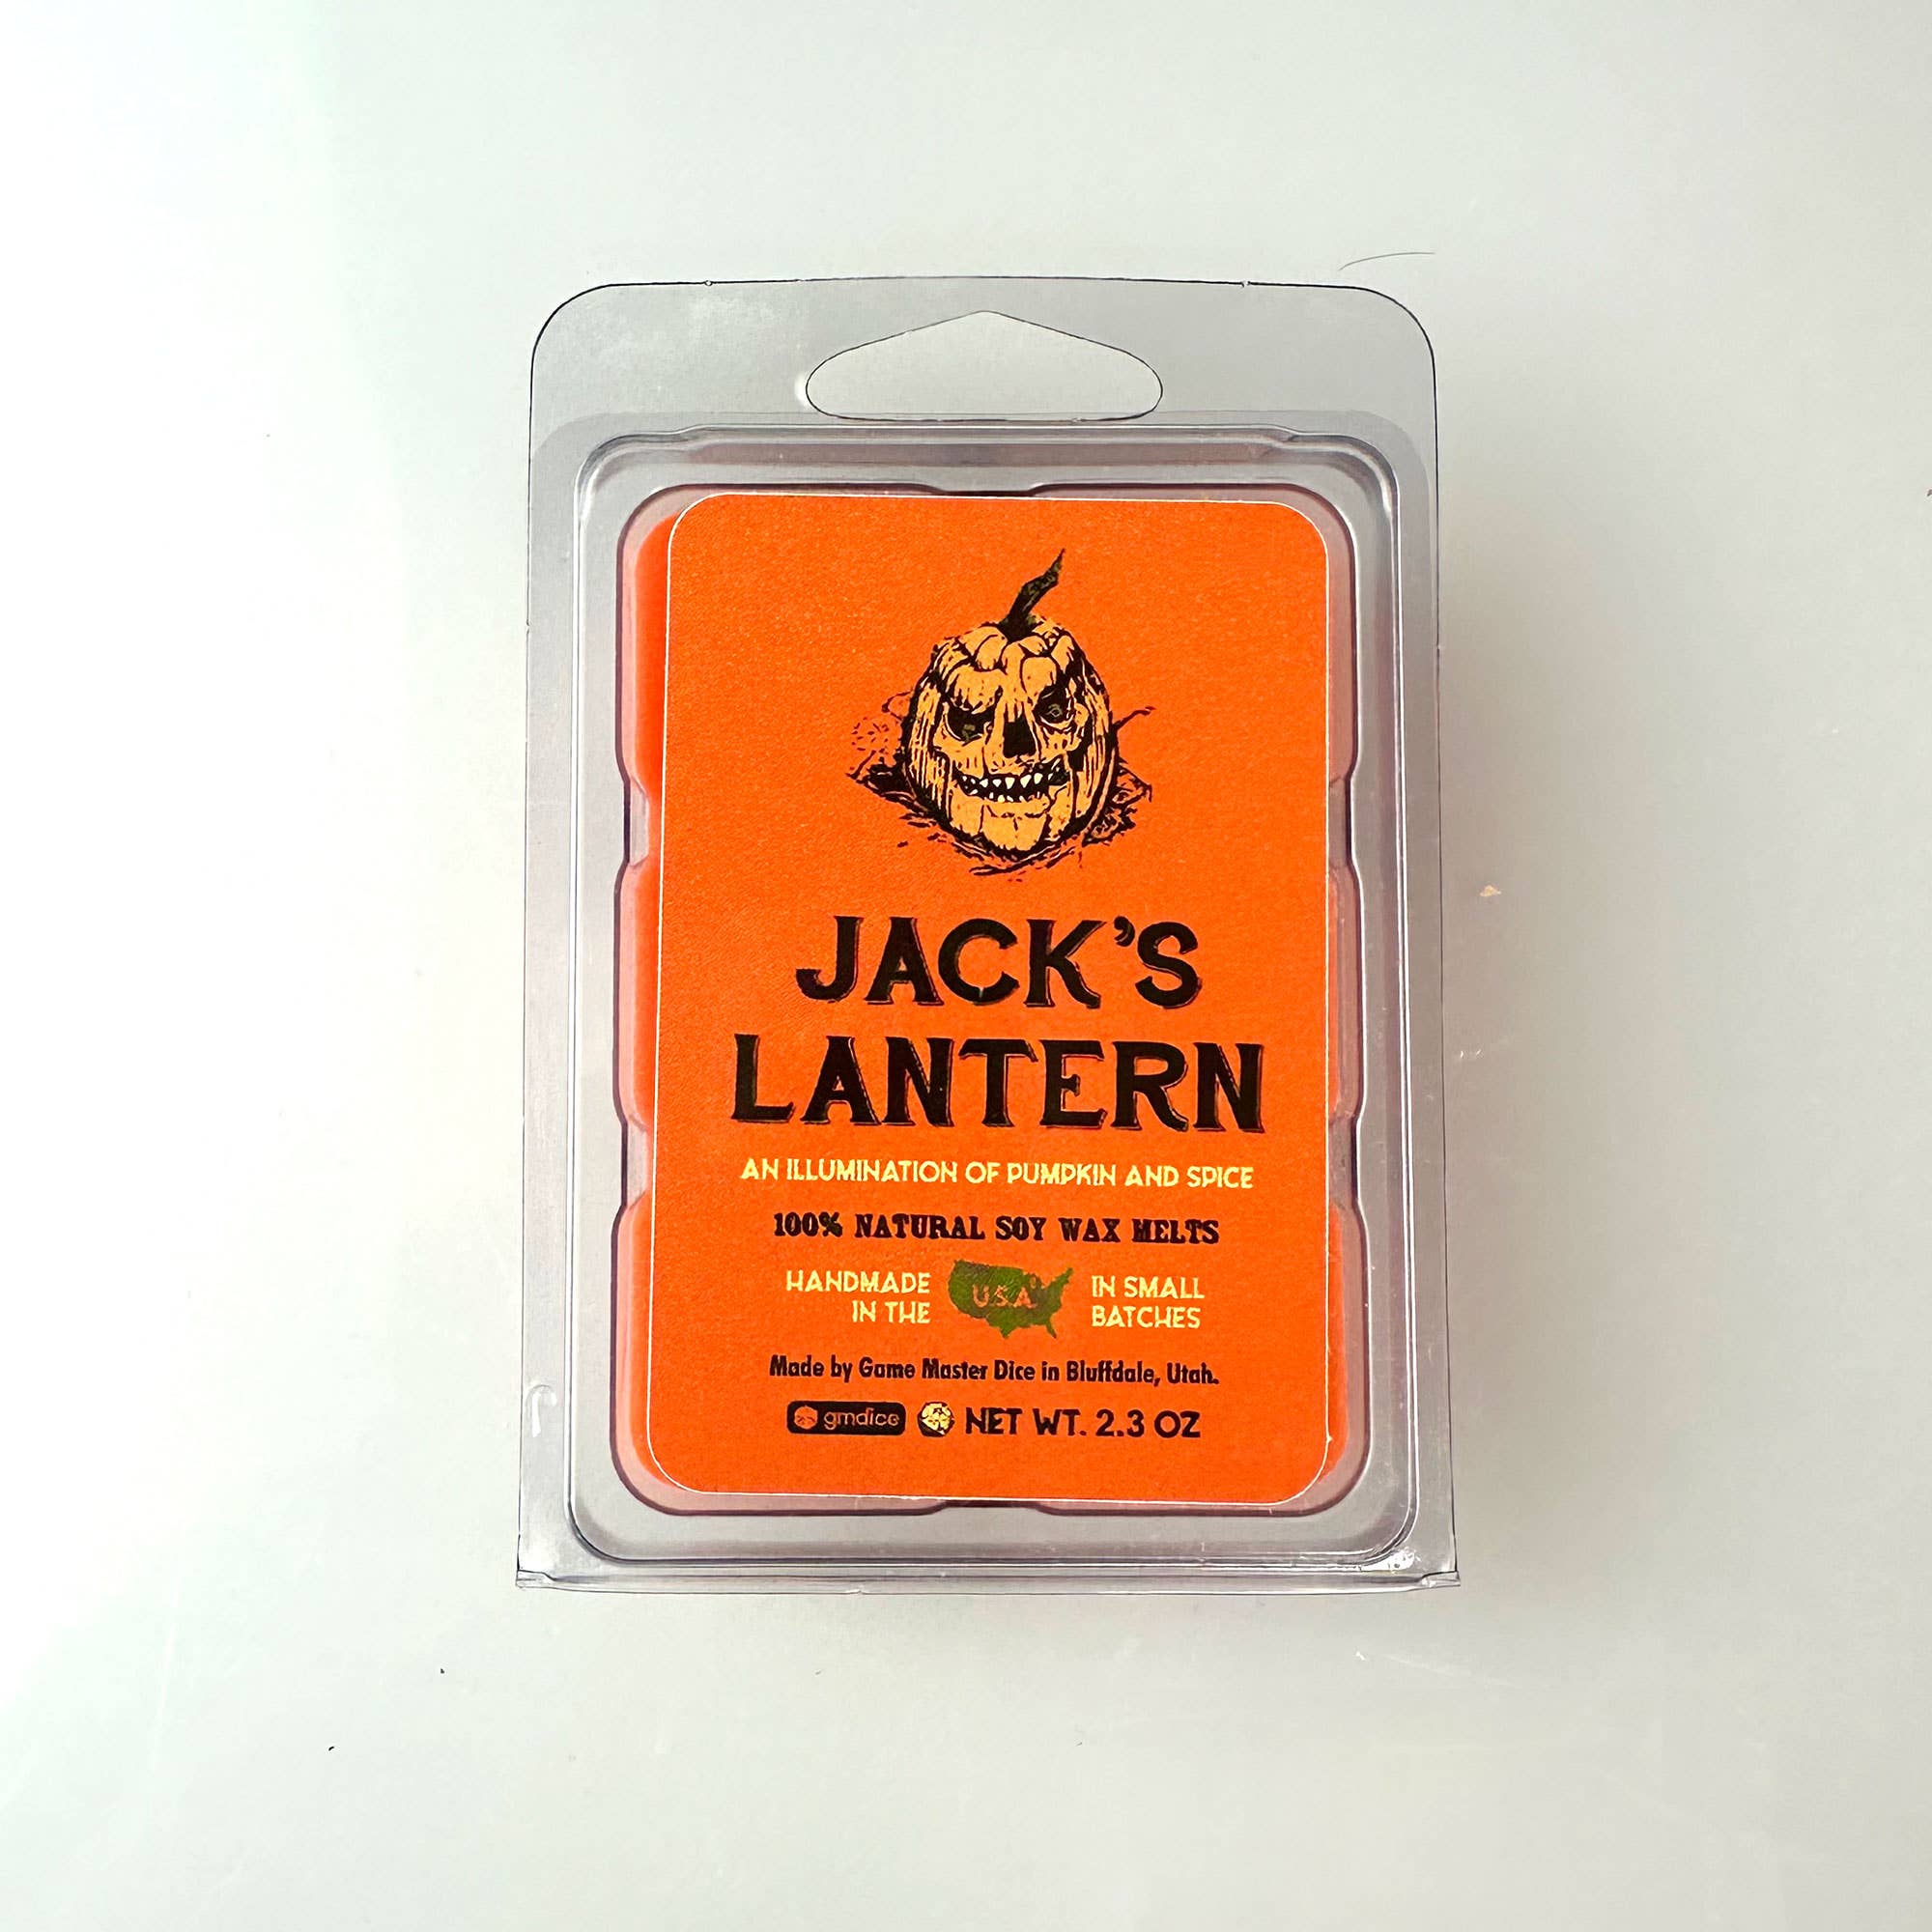 JACK'S
LANTERN
AN ILLUMINATION OF PUMPKIN AND SPICE
100% NATURAL SOY WAX MELTS
HANDMADE
IN THE
U.S.A.
IN SMALL
BATCHES
Made by Game Master Dice in Bluffdale, Utah.
gmdice NET WT. 2.3 OZ